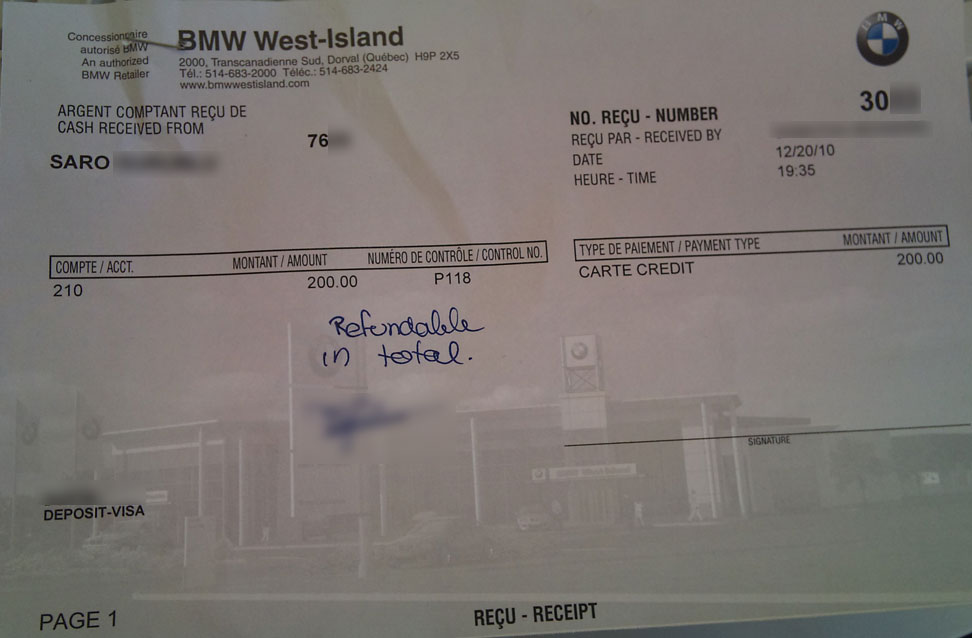 Concessionnaire
autorisé BMW
An authorized
BMW Retailer
BMW West-Island
2000, Transcanadienne Sud, Dorval (Québec) H9P 2X5
Tél.: 514-683-2000 Téléc.: 514-683-2424
www.bmwwestisland.com
BMW
ARGENT COMPTANT REÇU DE
CASH RECEIVED FROM
76
SARO
NO. REÇU - NUMBER 30
REÇU PAR - RECEIVED BY
DATE 12/20/10
HEURE - TIME 19:35
COMPTE / ACCT. MONTANT / AMOUNT NUMÉRO DE CONTRÔLE / CONTROL NO.
210 200.00 P118
TYPE DE PAIEMENT / PAYMENT TYPE MONTANT / AMOUNT
CARTE CREDIT 200.00
Refundable
in total.
SIGNATURE
DEPOSIT-VISA
PAGE 1
REÇU - RECEIPT